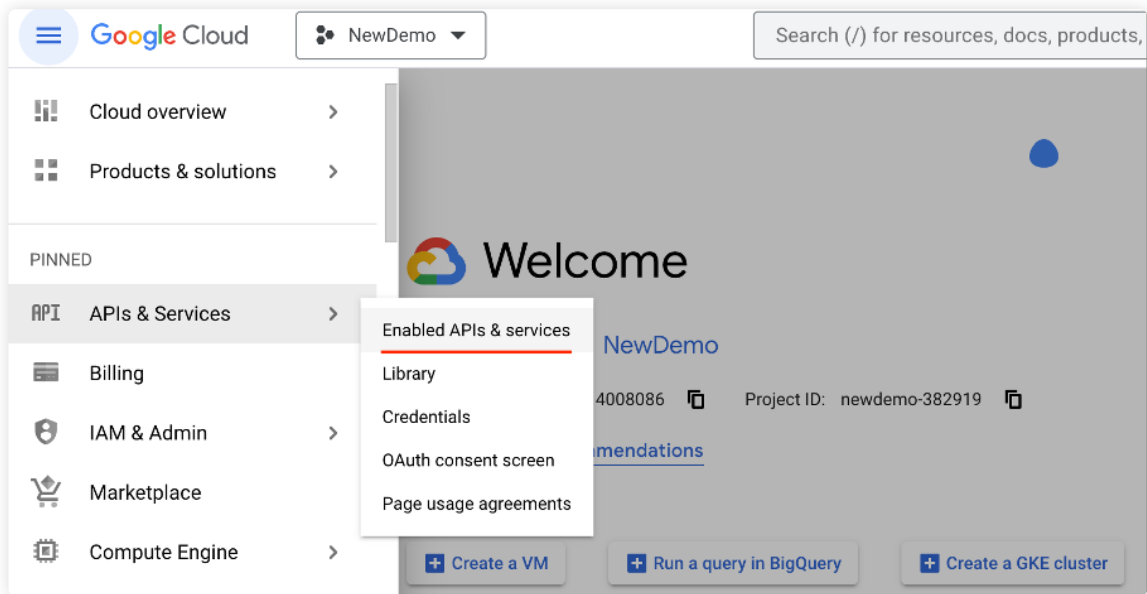 Google Cloud
NewDemo
Search (/) for resources, docs, products,
Cloud overview
Products & solutions
PINNED
API APIs & Services
Billing
IAM & Admin
Marketplace
Compute Engine
Enabled APIs & services
Library
Credentials
OAuth consent screen
Page usage agreements
Welcome
NewDemo
4008086 Project ID: newdemo-382919
mmendations
Create a VM
Run a query in BigQuery
Create a GKE cluster